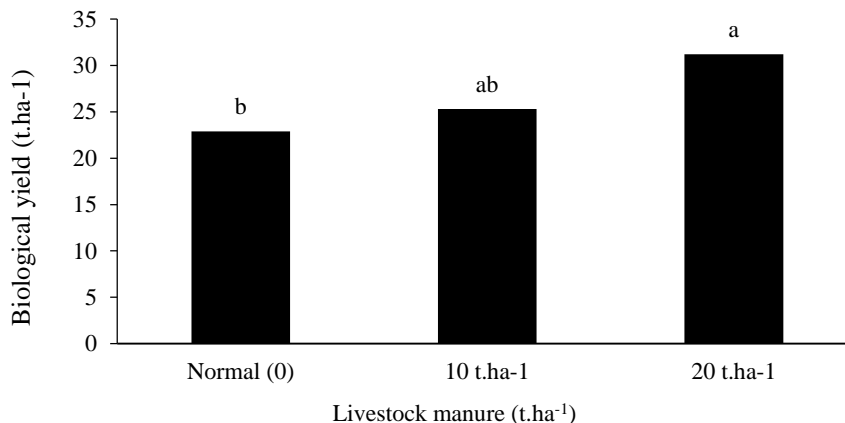 35
30
25
20
15
10
5
0
Biological yield (t.ha-1)
b
ab
a
Normal (0)
10 t.ha-1
20 t.ha-1
Livestock manure (t.ha⁻¹)